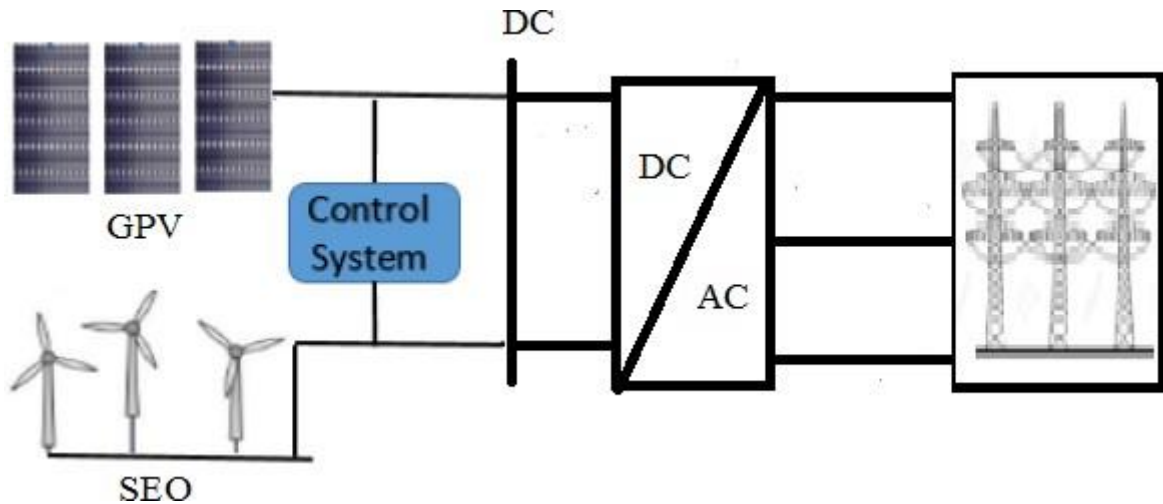 DC
GPV
Control
System
DC
AC
SEO